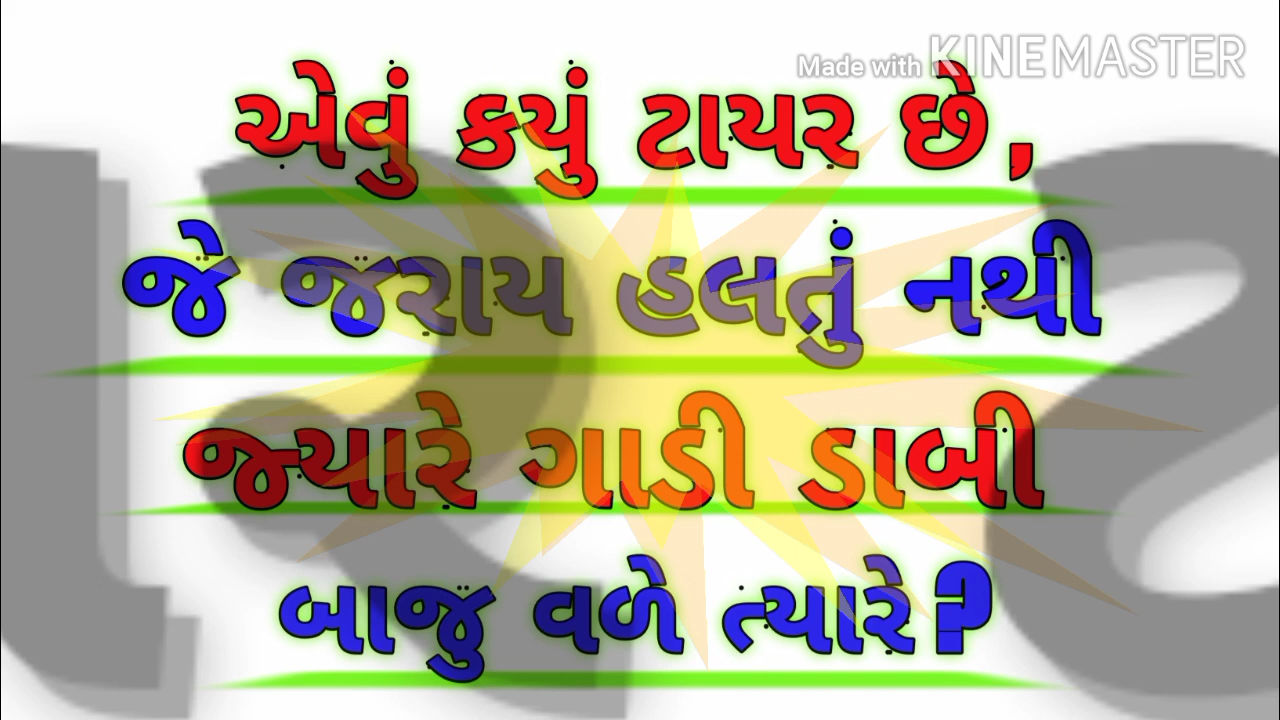 Made with KINEMASTER
એવું કયું ટાયર છે,
જે જરાય હલતું નથી
જ્યારે ગાડી ડાબી
બાજુ વળે ત્યારે?